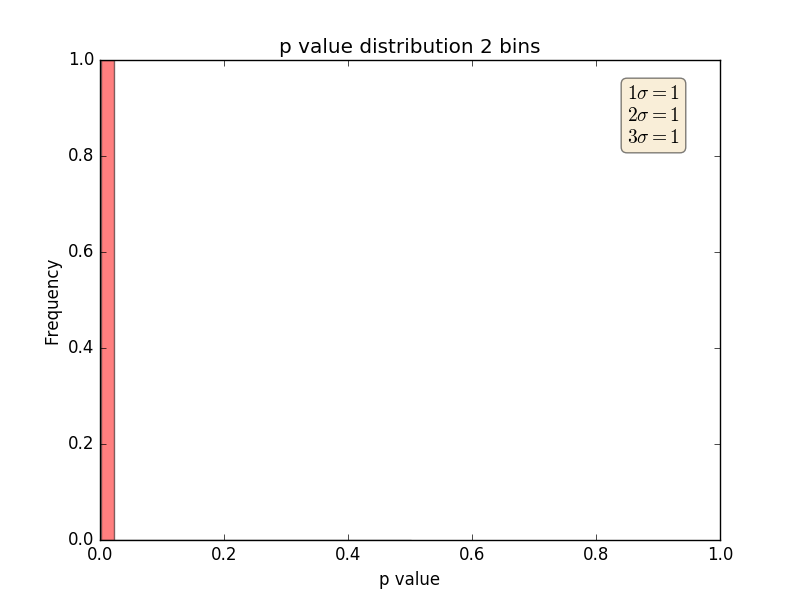 p value distribution 2 bins
1σ = 1
2σ = 1
3σ = 1
1.0
0.8
0.6
0.4
0.2
0.0
Frequency
0.0 0.2 0.4 0.6 0.8 1.0
p value